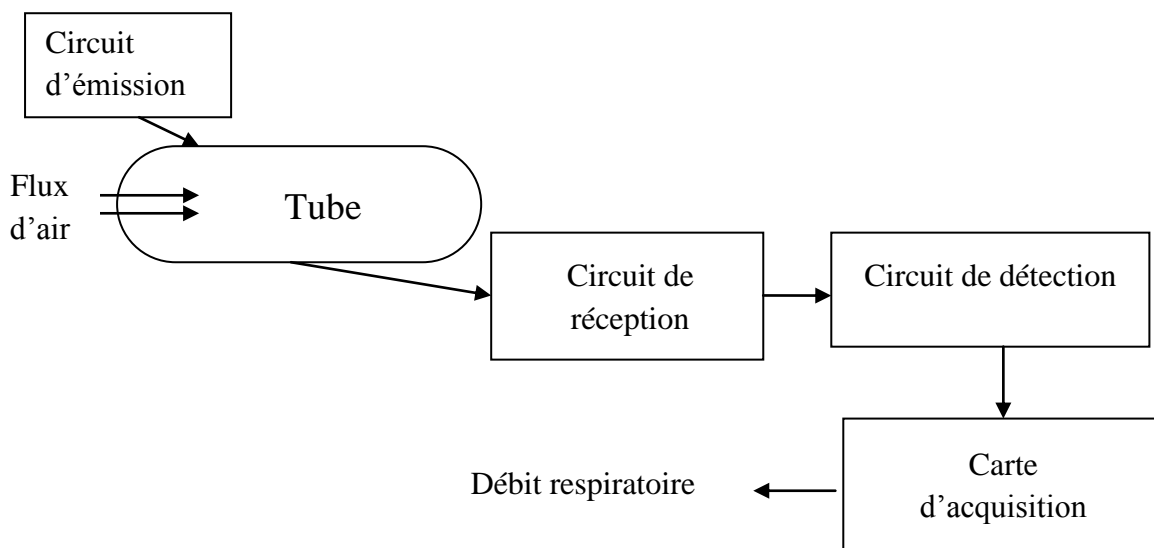 Circuit
d’émission
Flux
d’air
Tube
Circuit de
réception
Circuit de détection
Carte
d’acquisition
Débit respiratoire